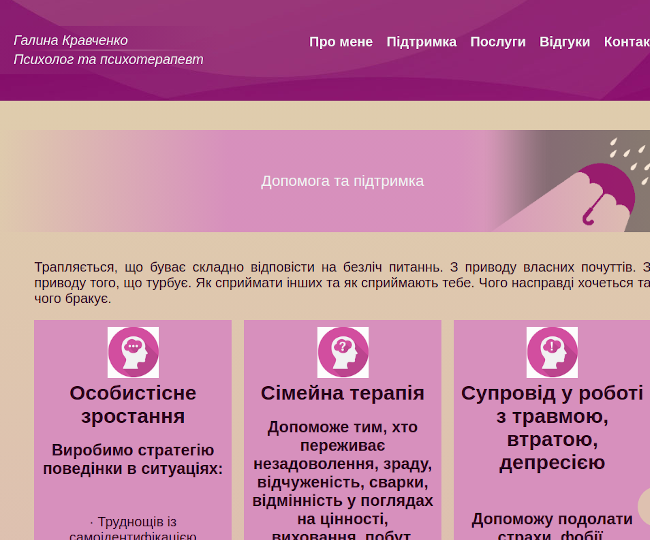 Галина Кравченко
Психолог та психотерапевт
Про мене Підтримка Послуги Відгуки
Допомога та підтримка
Трапляється, що буває складно відповісти на безліч питаннь. З приводу власних почуттів. З
приводу того, що турбує. Як сприймати інших та як сприймають тебе. Чого насправді хочеться та
чого бракує.
Особистісне
зростання
Виробимо стратегію
поведінки в ситуаціях:
· Труднощів із
самоідентифікацією
Сімейна терапія
Допоможе тим, хто
переживає
незадоволення, зраду,
відчуженість, сварки,
відмінність у поглядах
на цінності,
виховання, побут
Супровід у роботі
з травмою,
втратою,
депресією
Допоможу подолати
страхи, фобії